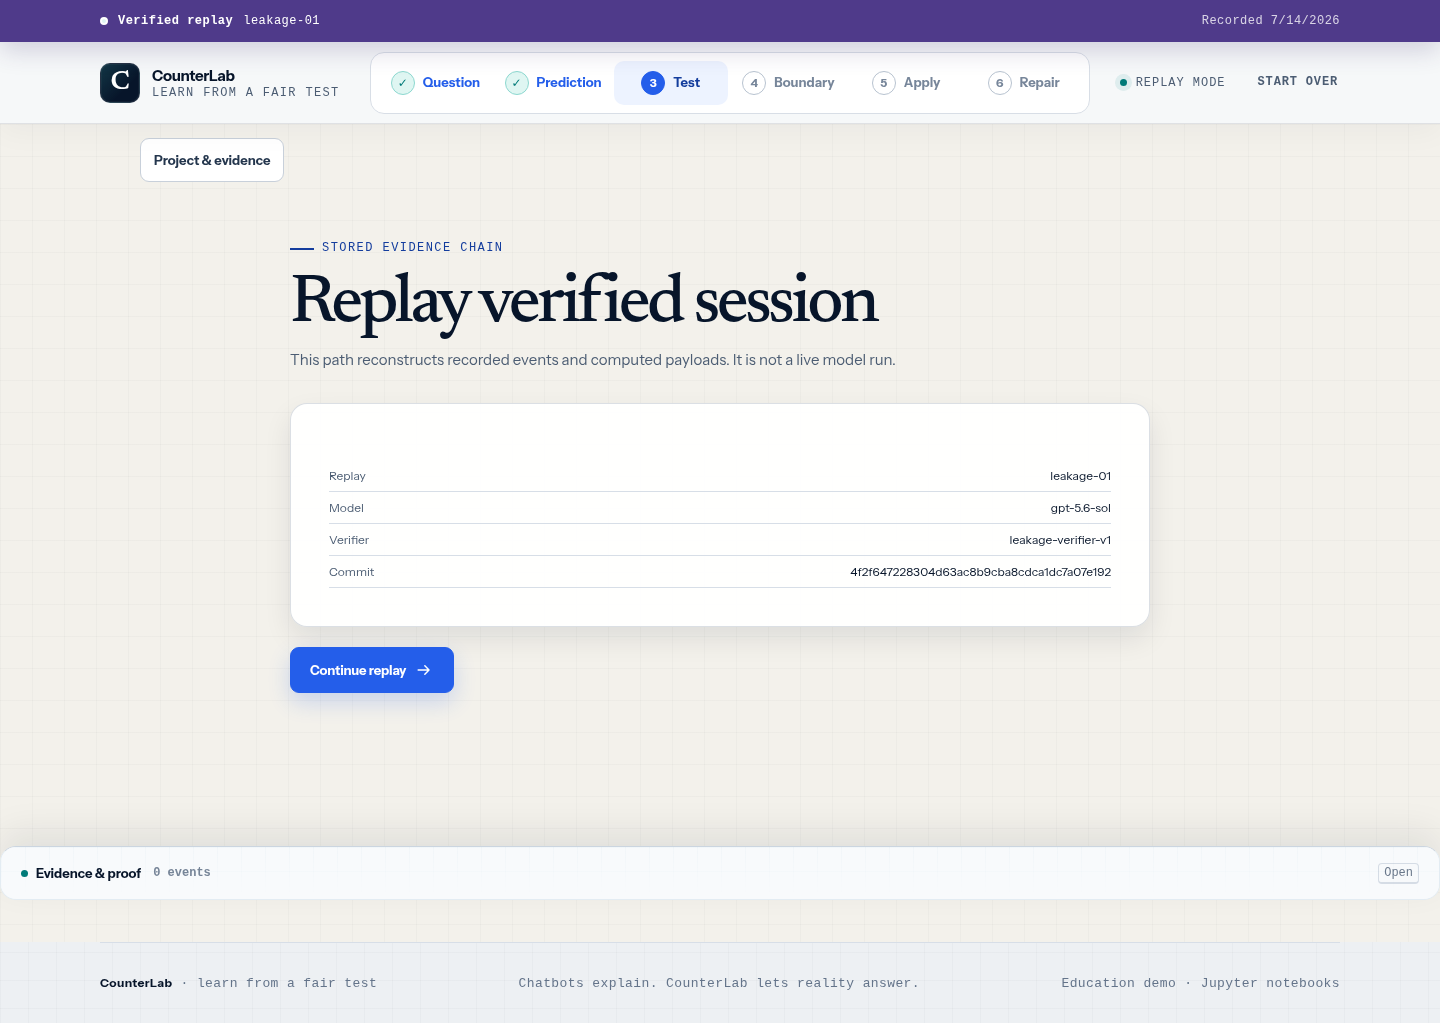 Verified replay leakage-01
Recorded 7/14/2026
C
CounterLab
LEARN FROM A FAIR TEST
✓ Question
✓ Prediction
3 Test
4 Boundary
5 Apply
6 Repair
REPLAY MODE
START OVER
Project & evidence
STORED EVIDENCE CHAIN
Replay verified session
This path reconstructs recorded events and computed payloads. It is not a live model run.
Replay leakage-01
Model gpt-5.6-sol
Verifier leakage-verifier-v1
Commit 4f2f647228304d63ac8b9cba8cdca1dc7a07e192
Continue replay →
Evidence & proof 0 events
Open
CounterLab · learn from a fair test
Chatbots explain. CounterLab lets reality answer.
Education demo · Jupyter notebooks